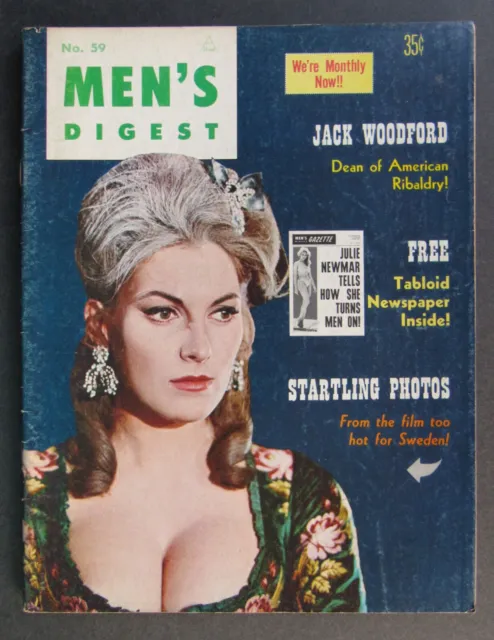 No. 59
MEN'S
DIGEST
35¢
We're Monthly
Now!!
JACK WOODFORD
Dean of American
Ribaldry!
GAZETTE
JULIE
NEWMAR
TELLS
HOW SHE
TURNS
MEN ON!
FREE
Tabloid
Newspaper
Inside!
STARTLING PHOTOS
From the film too
hot for Sweden!